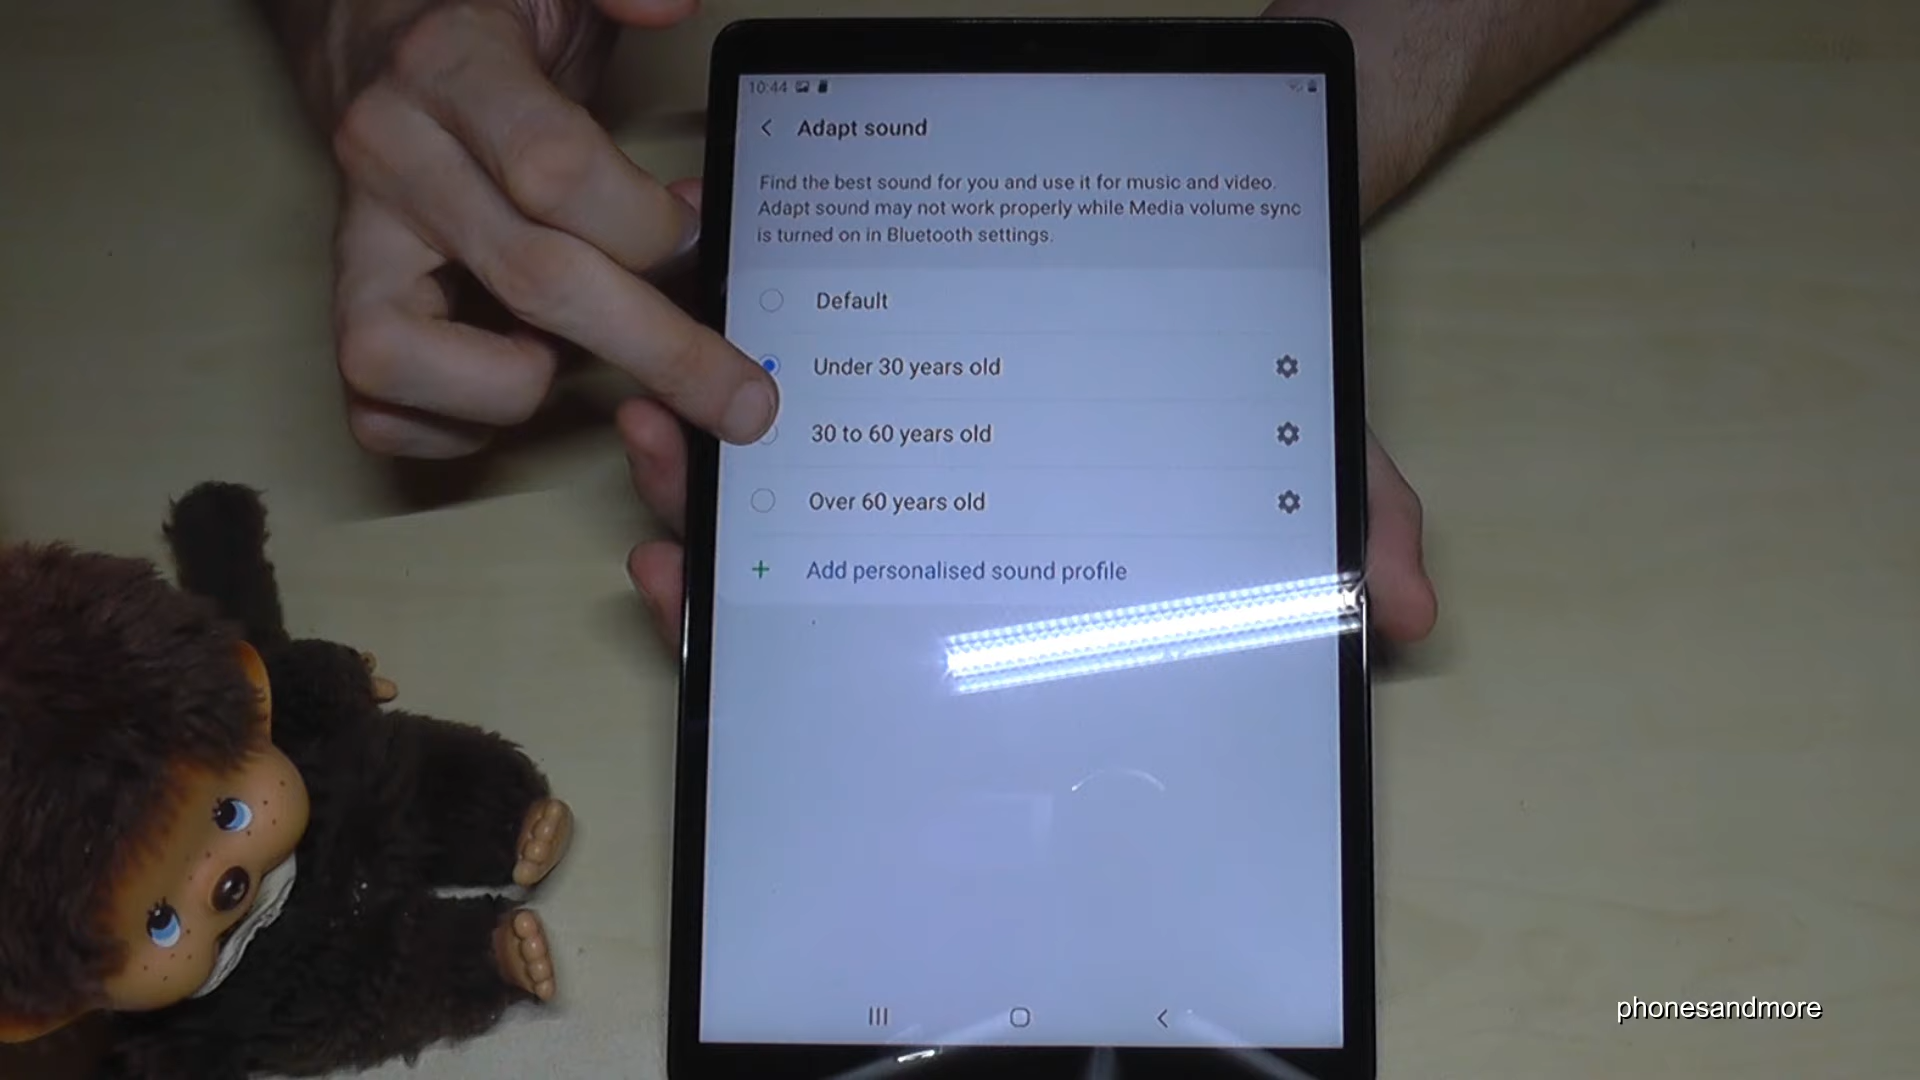 10:44
Adapt sound
Find the best sound for you and use it for music and video.
Adapt sound may not work properly while Media volume sync
is turned on in Bluetooth settings.
Default
Under 30 years old
30 to 60 years old
Over 60 years old
+ Add personalised sound profile
phonesandmore